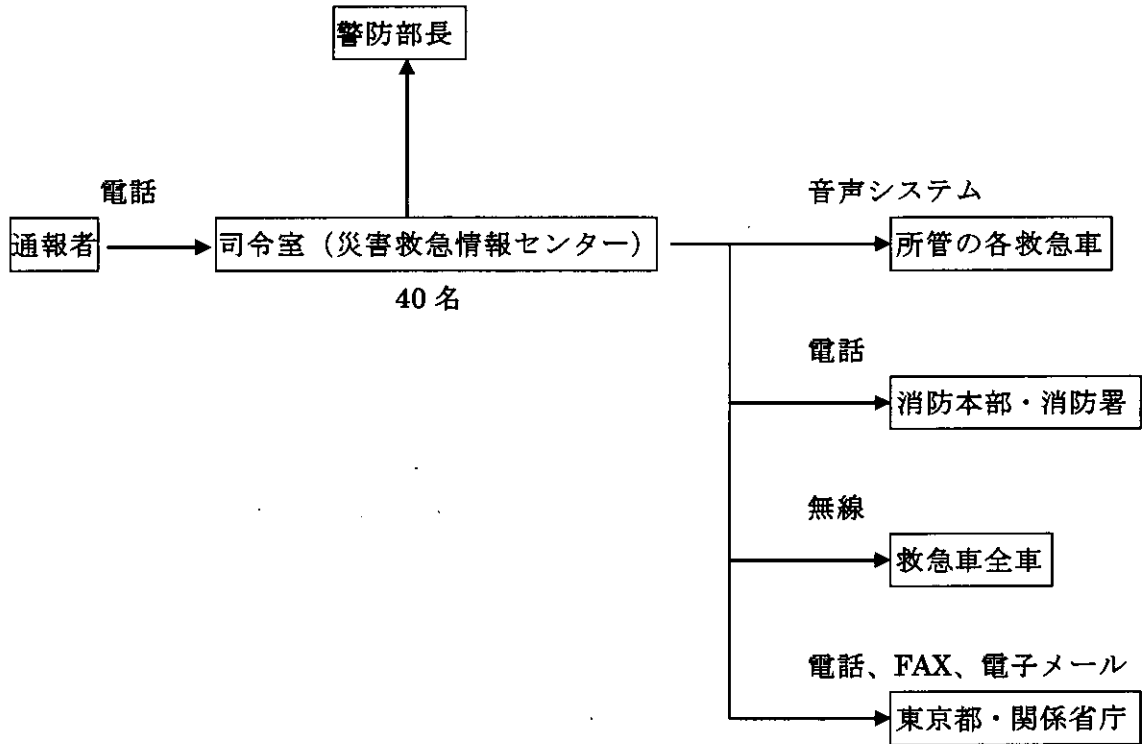 警防部長
電話
通報者
司令室（災害救急情報センター）
40名
音声システム
所管の各救急車
電話
消防本部・消防署
無線
救急車全車
電話、FAX、電子メール
東京都・関係省庁